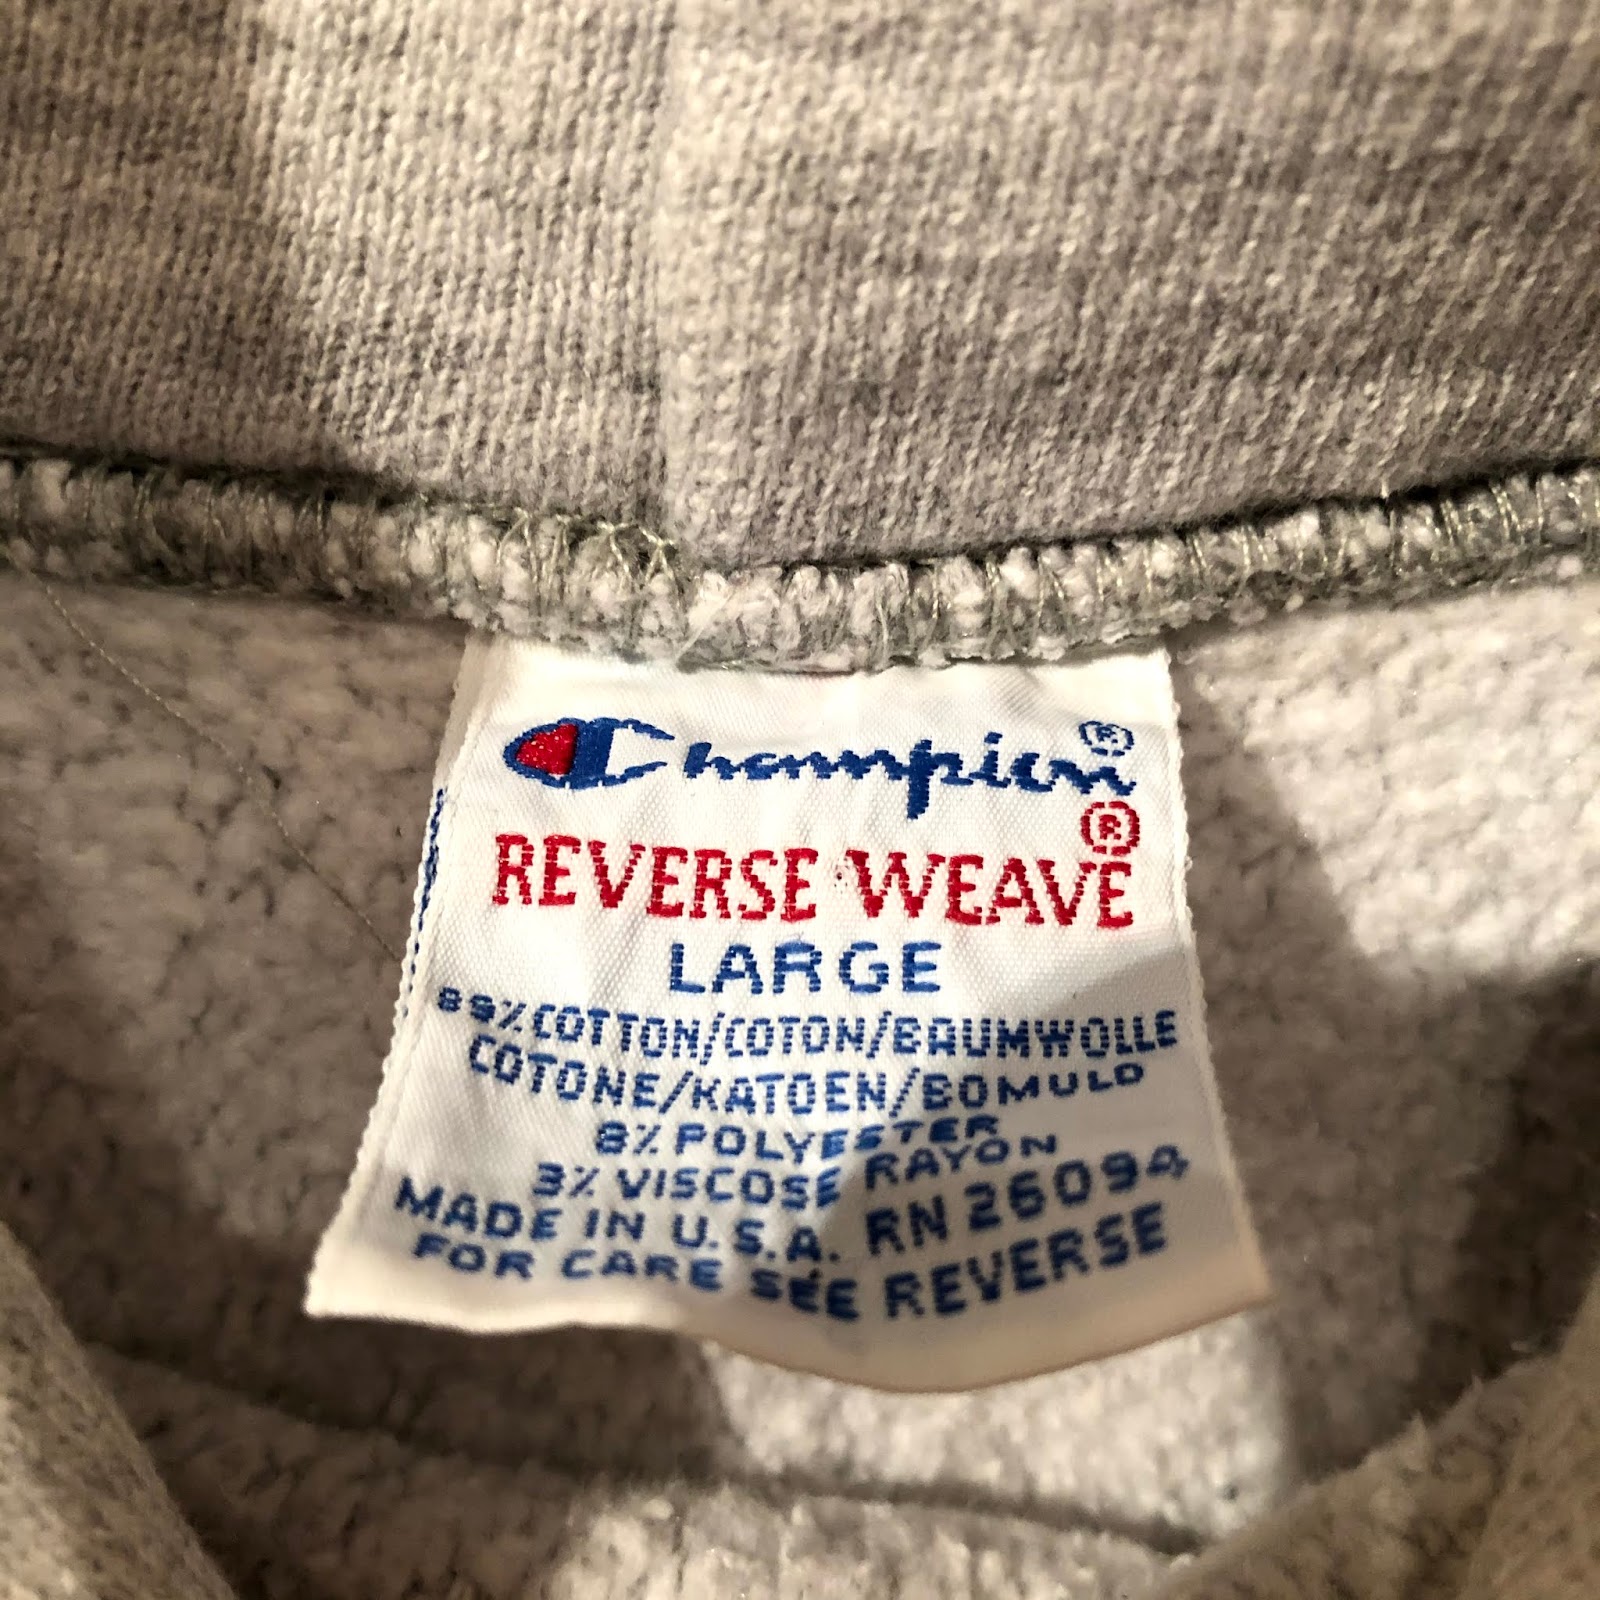 Champion®
REVERSE WEAVE®
LARGE
89% COTTON/COTON/BAUMWOLLE
COTONE/KATOEN/BOMULD
8% POLYESTER
3% VISCOSE RAYON
MADE IN U.S.A. RN 26094
FOR CARE SEE REVERSE